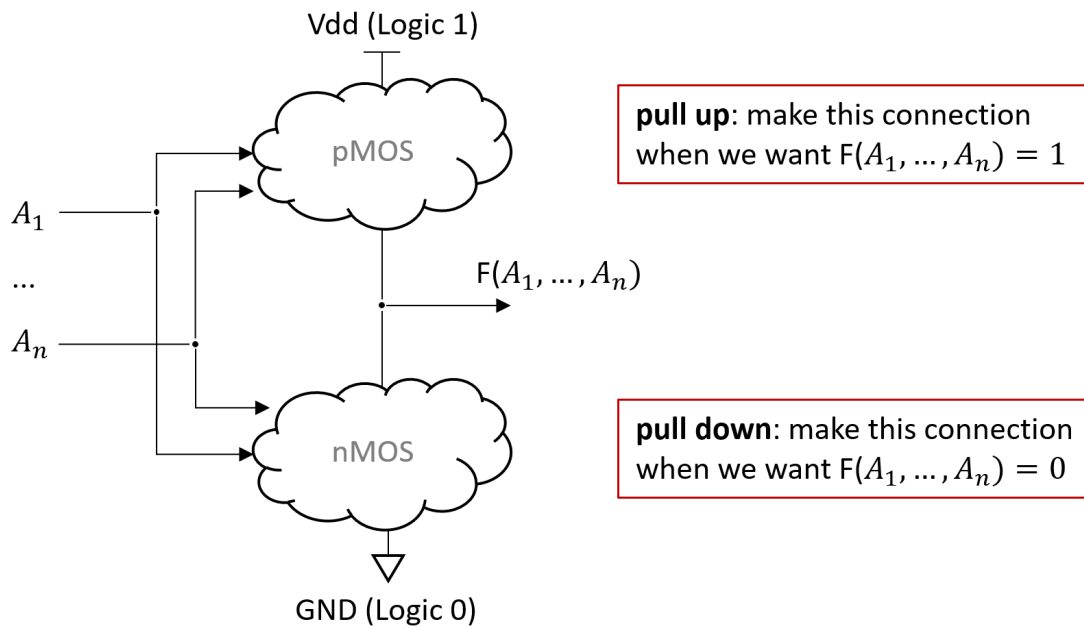 Vdd (Logic 1)
pMOS
pull up: make this connection
when we want F(𝐴₁, … , 𝐴ₙ) = 1
𝐴₁
…
𝐴ₙ
F(𝐴₁, … , 𝐴ₙ)
nMOS
pull down: make this connection
when we want F(𝐴₁, … , 𝐴ₙ) = 0
GND (Logic 0)